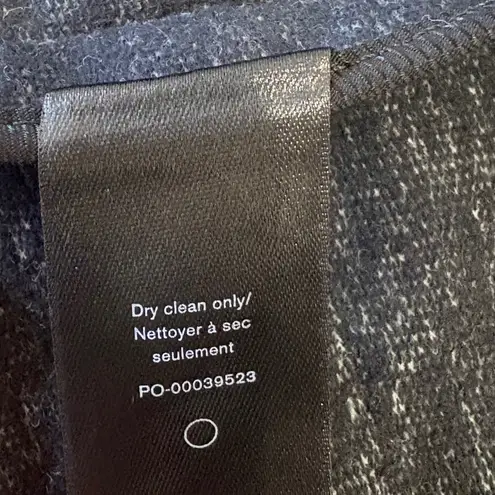 Dry clean only/
Nettoyer à sec
seulement
PO-00039523